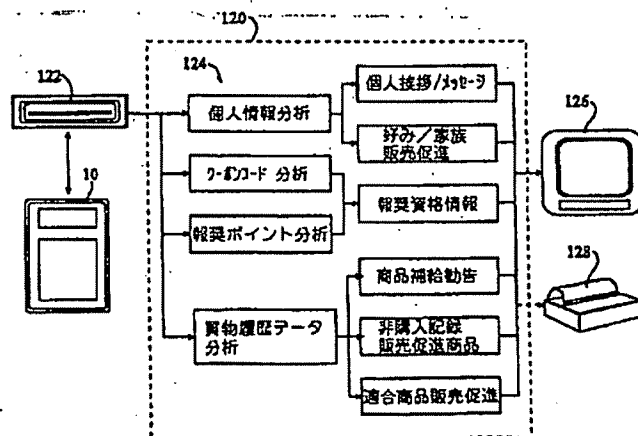 120
122
124
10
個人情報分析
クーポンコード 分析
報奨ポイント分析
買物履歴データ
分析
個人挨拶/メッセージ
好み/家族
販売促進
報奨資格情報
商品補給勧告
非購入記録
販売促進商品
適合商品販売促進
126
128